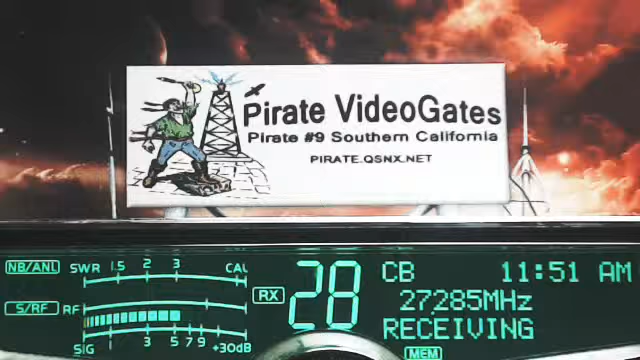 Pirate VideoGates
Pirate #9 Southern California
PIRATE.QSNX.NET
NB/ANL SWR 1.5 2 3 CAL
S/RF RF
SIG 3 5 7 9 +30dB
RX 28 CB 11:51 AM
27285MHz
RECEIVING
MEM